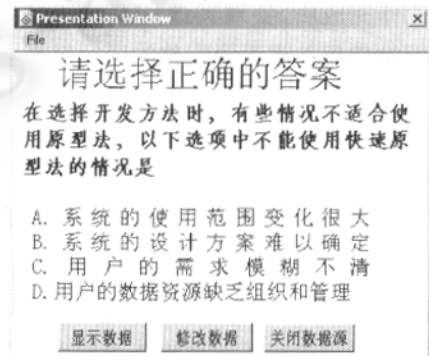 Presentation Window
File
请选择正确的答案
在选择开发方法时，有些情况不适合使
用原型法，以下选项中不能使用快速原
型法的情况是
A. 系统的使用范围变化很大
B. 系统的设计方案难以确定
C. 用户的需求模糊不清
D. 用户的数据资源缺乏组织和管理
显示数据 修改数据 关闭数据源